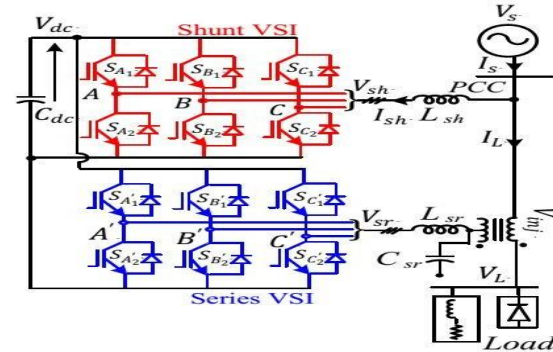 Shunt VSI
V_dc
V_s
S_A1 S_B1 S_C1
I_s
A B C
V_sh
PCC
C_dc
I_sh L_sh
S_A2 S_B2 S_C2
I_L
S_A'1 S_B'1 S_C'1
V_inj
A' B' C'
V_sr L_sr
S_A'2 S_B'2 S_C'2
C_sr
V_L
Series VSI
Load